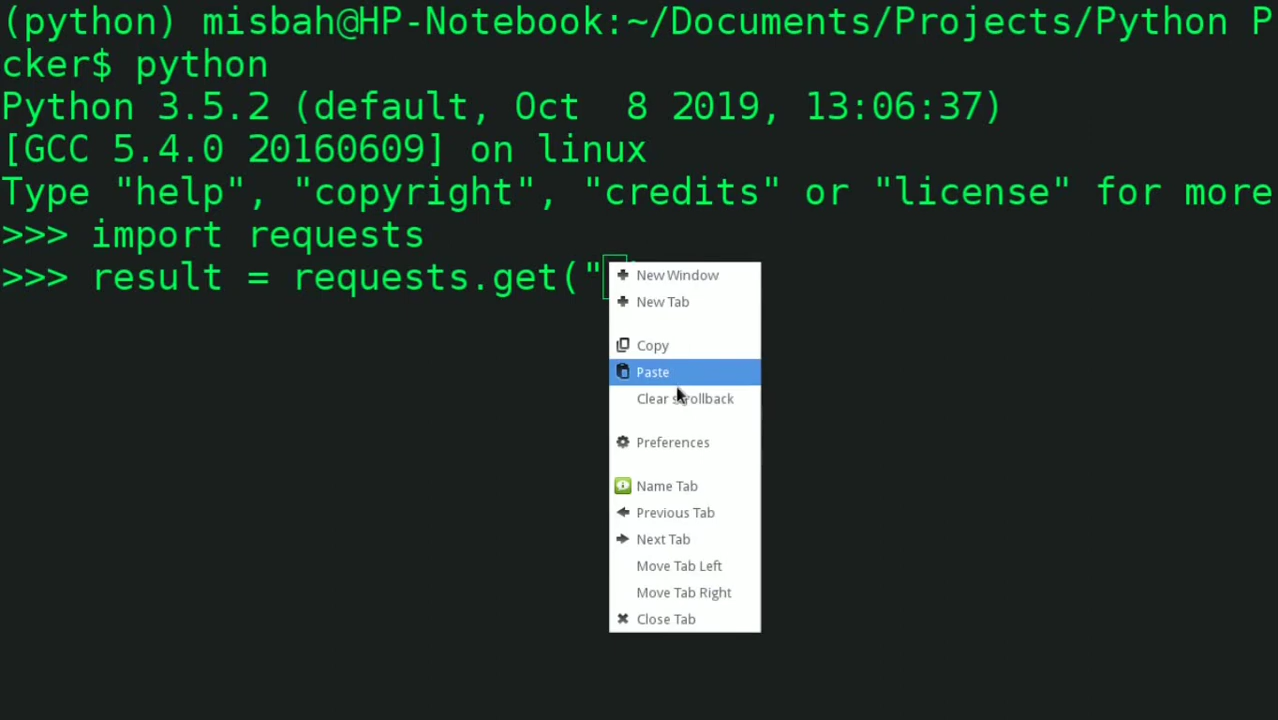 (python) misbah@HP-Notebook:~/Documents/Projects/Python P
cker$ python
Python 3.5.2 (default, Oct  8 2019, 13:06:37)
[GCC 5.4.0 20160609] on linux
Type "help", "copyright", "credits" or "license" for more
>>> import requests
>>> result = requests.get("
New Window
New Tab
Copy
Paste
Clear scrollback
Preferences
Name Tab
Previous Tab
Next Tab
Move Tab Left
Move Tab Right
Close Tab